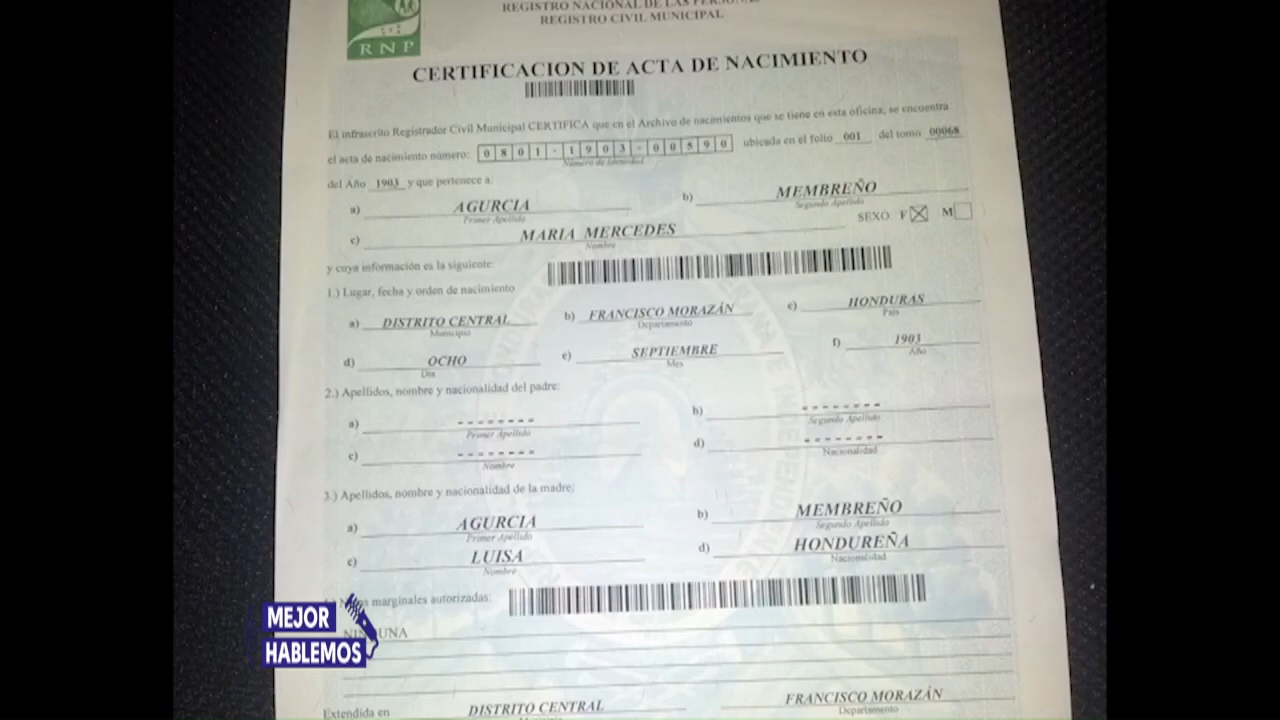 RNP
REGISTRO NACIONAL DE LAS
REGISTRO CIVIL MUNICIPAL
CERTIFICACION DE ACTA DE NACIMIENTO
El infrascrito Registrador Civil Municipal CERTIFICA que en el Archivo de nacimientos que se tiene en esta oficina, se encuentra
el acta de nacimiento número: 0801-1903-00590 ubicada en el folio 001 del tomo 00068
Número de Identidad
del Año 1903 y que pertenece a:
a) AGURCIA b) MEMBREÑO
Primer Apellido Segundo Apellido
SEXO F M
c) MARIA MERCEDES
Nombre
y cuya información es la siguiente:
1.) Lugar, fecha y orden de nacimiento
a) DISTRITO CENTRAL b) FRANCISCO MORAZÁN c) HONDURAS
Municipio Departamento País
d) OCHO e) SEPTIEMBRE f) 1903
Día Mes Año
2.) Apellidos, nombre y nacionalidad del padre:
a) -------- b) --------
Primer Apellido Segundo Apellido
c) -------- d) --------
Nombre Nacionalidad
3.) Apellidos, nombre y nacionalidad de la madre:
a) AGURCIA b) MEMBREÑO
Primer Apellido Segundo Apellido
c) LUISA d) HONDUREÑA
Nombre Nacionalidad
marginales autorizadas:
NINGUNA
MEJOR
HABLEMOS
Extendida en DISTRITO CENTRAL FRANCISCO MORAZÁN
Departamento